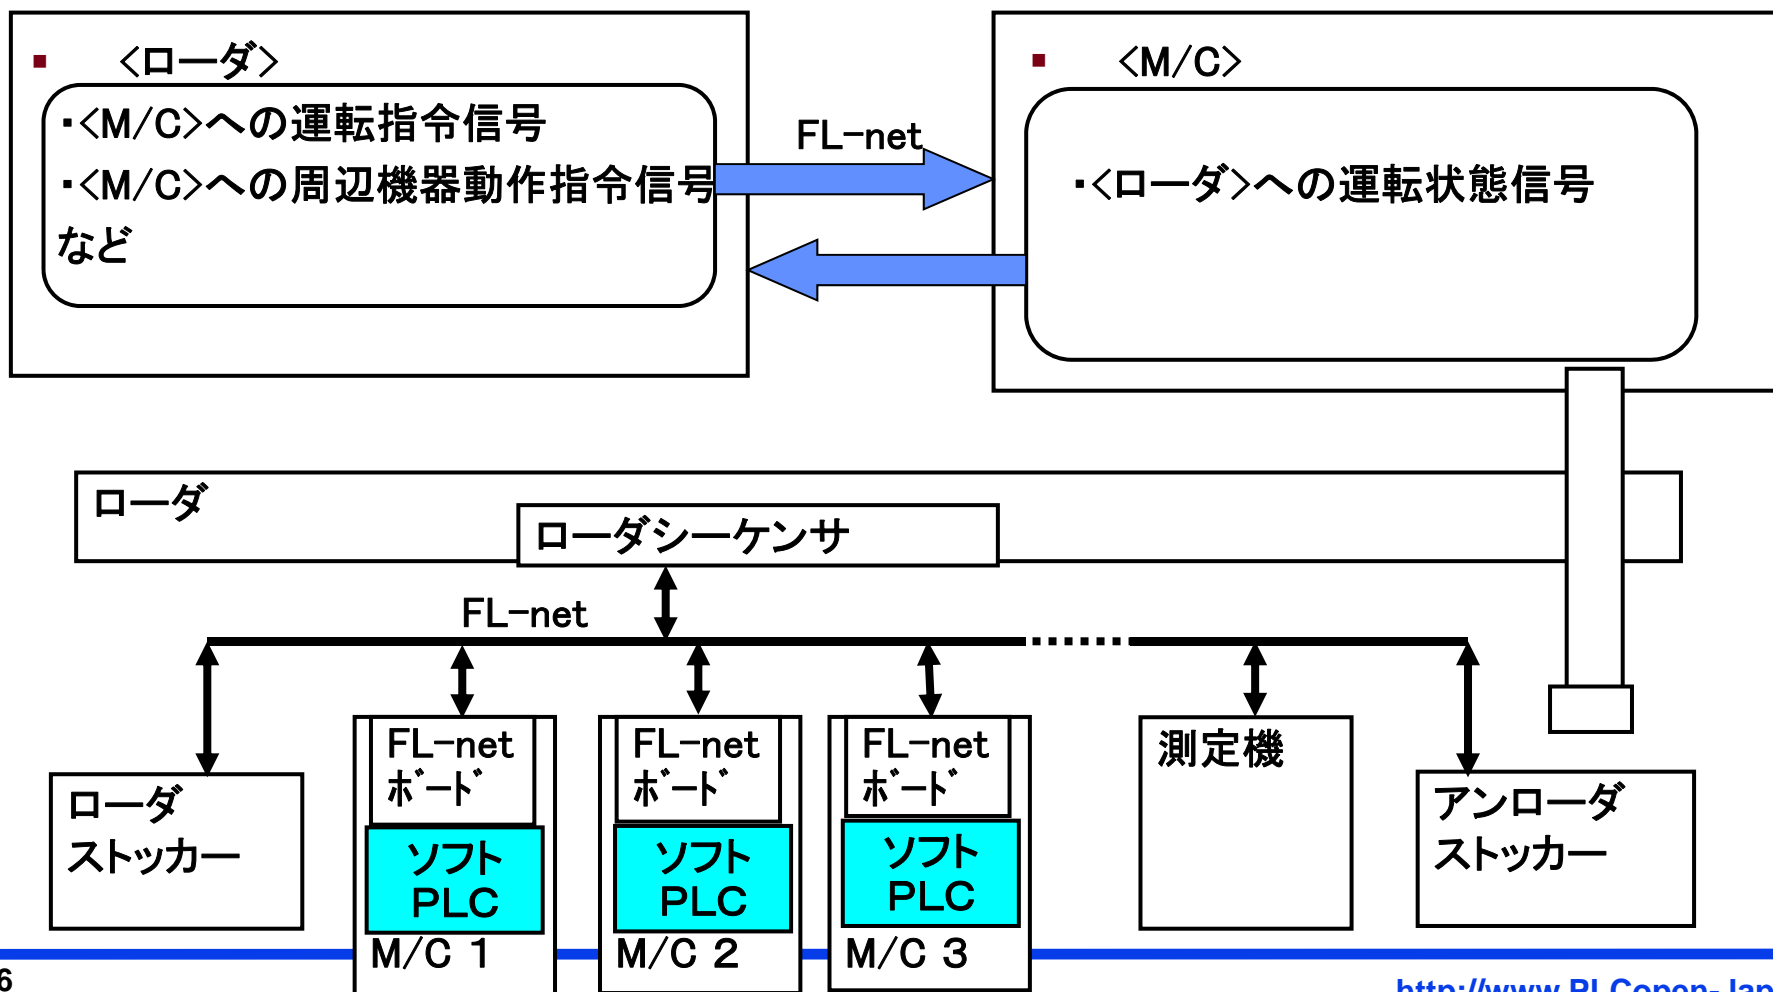 <ローダ>
・<M/C>への運転指令信号
・<M/C>への周辺機器動作指令信号
など
FL-net
<M/C>
・<ローダ>への運転状態信号
ローダ
ローダシーケンサ
FL-net
ローダ
ストッカー
FL-net
ボード
ソフト
PLC
M/C 1
FL-net
ボード
ソフト
PLC
M/C 2
FL-net
ボード
ソフト
PLC
M/C 3
測定機
アンローダ
ストッカー
6
http://www.PLCopen-Jap